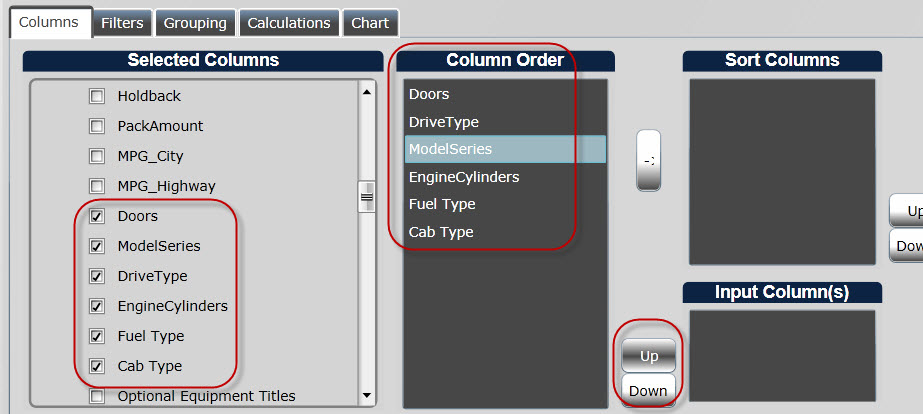 Columns
Filters
Grouping
Calculations
Chart
Selected Columns
Holdback
PackAmount
MPG_City
MPG_Highway
Doors
ModelSeries
DriveType
EngineCylinders
Fuel Type
Cab Type
Optional Equipment Titles
Column Order
Doors
DriveType
ModelSeries
EngineCylinders
Fuel Type
Cab Type
Up
Down
Sort Columns
Input Column(s)
Up